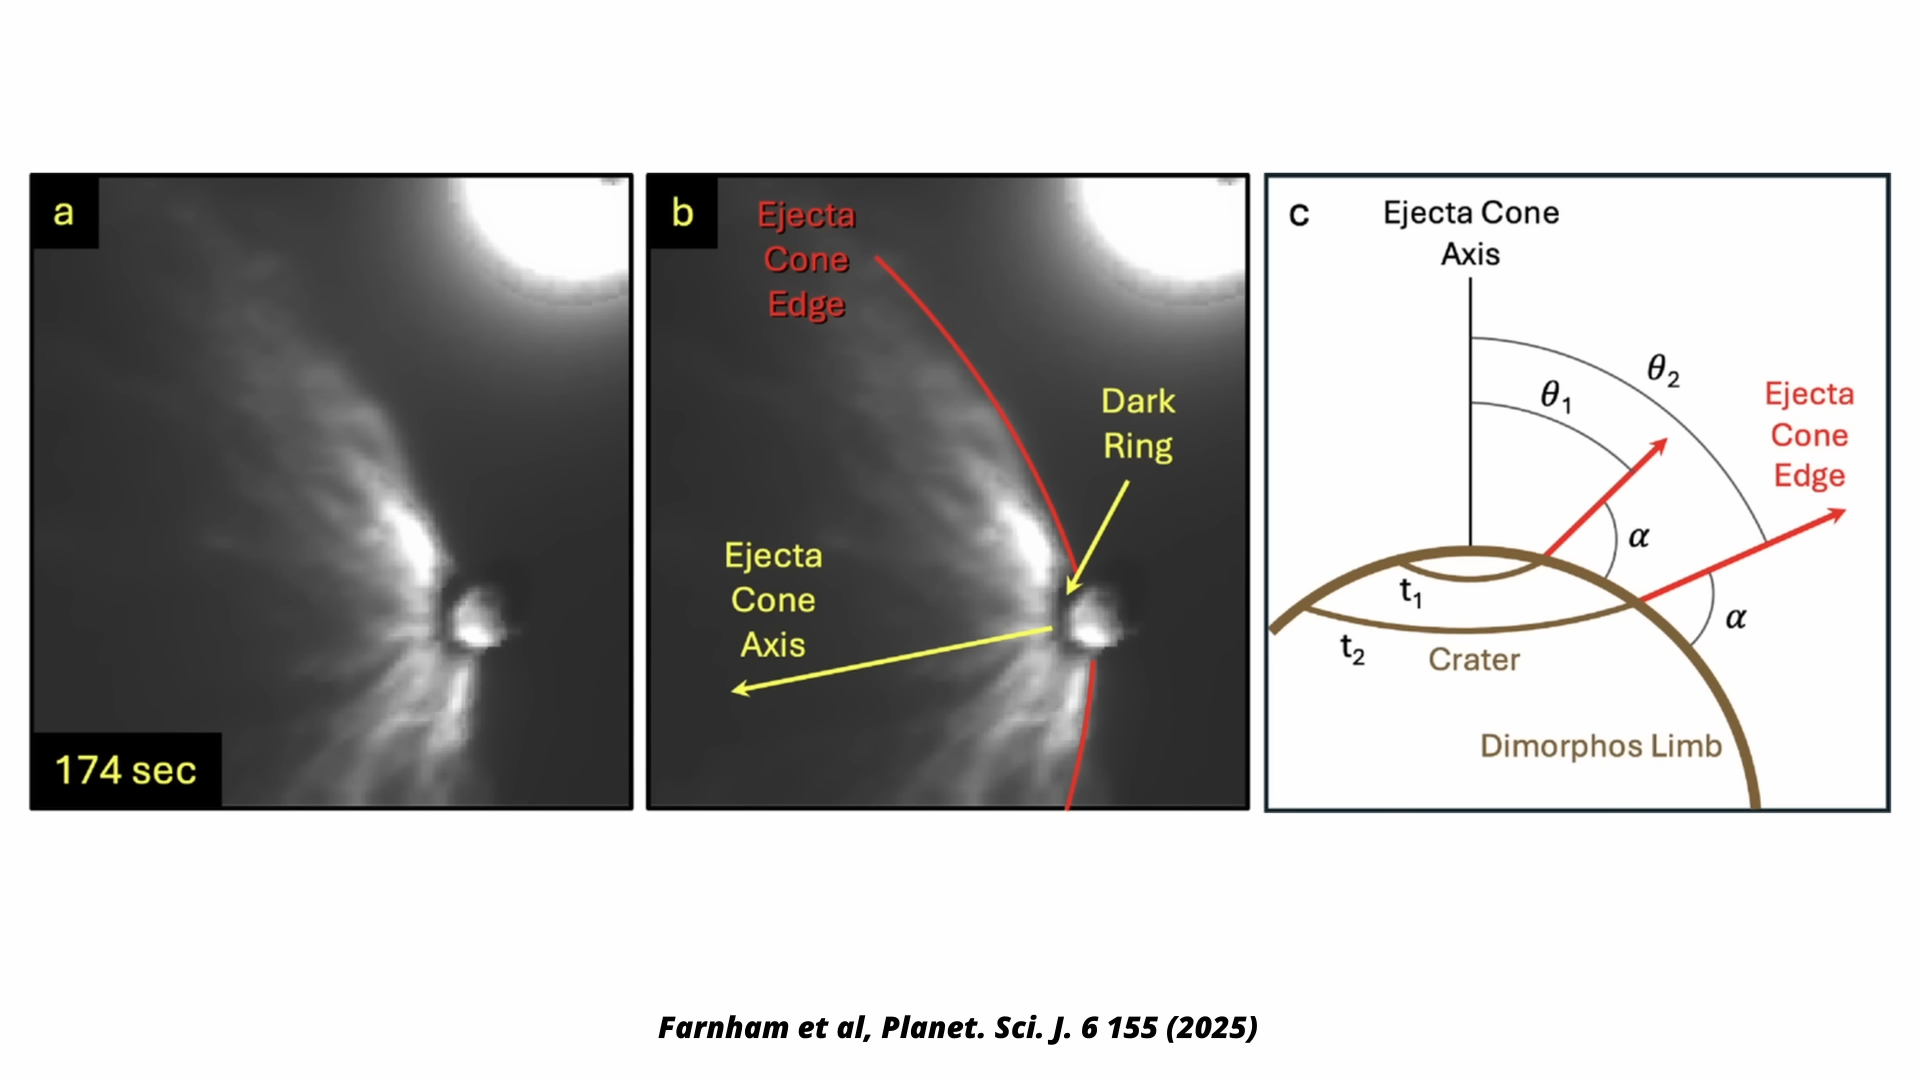 a
174 sec
b
Ejecta
Cone
Edge
Dark
Ring
Ejecta
Cone
Axis
c
Ejecta Cone
Axis
θ₂
θ₁
Ejecta
Cone
Edge
α
α
t₁
t₂
Crater
Dimorphos Limb
Farnham et al, Planet. Sci. J. 6 155 (2025)